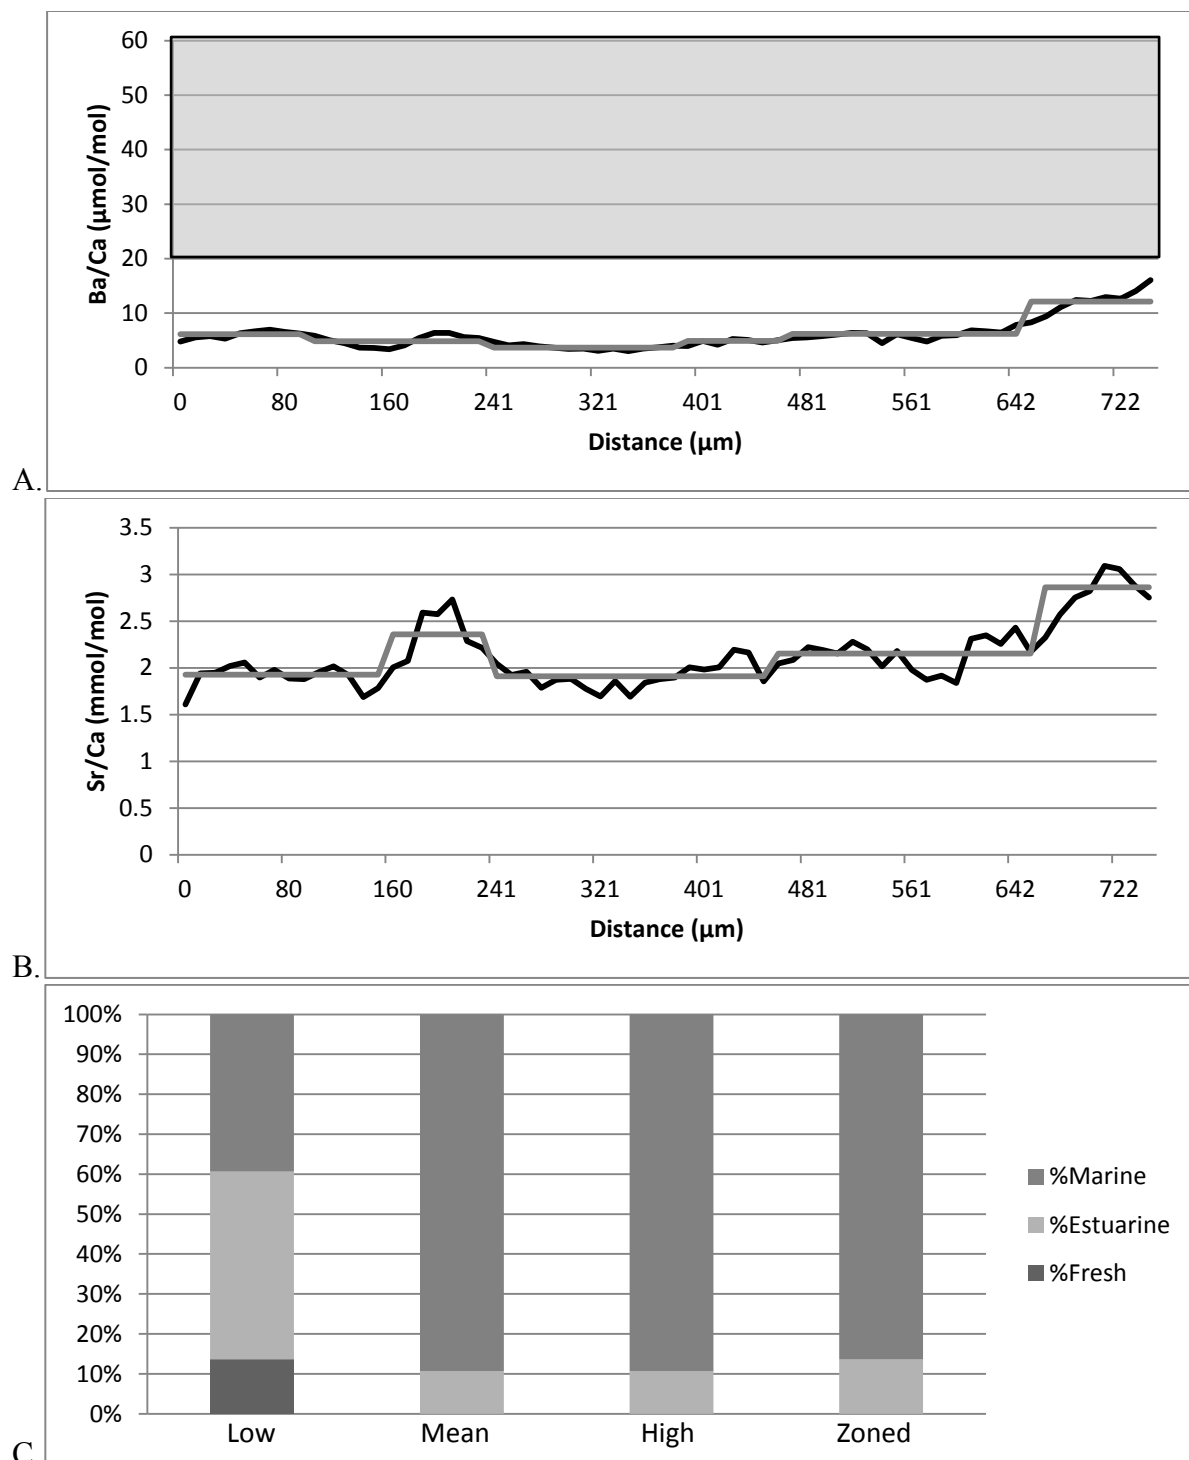 60
50
40
30
20
10
0
Ba/Ca (µmol/mol)
0 80 160 241 321 401 481 561 642 722
Distance (µm)
A.
3.5
3
2.5
2
1.5
1
0.5
0
Sr/Ca (mmol/mol)
0 80 160 241 321 401 481 561 642 722
Distance (µm)
B.
100%
90%
80%
70%
60%
50%
40%
30%
20%
10%
0%
Low Mean High Zoned
%Marine
%Estuarine
%Fresh
C